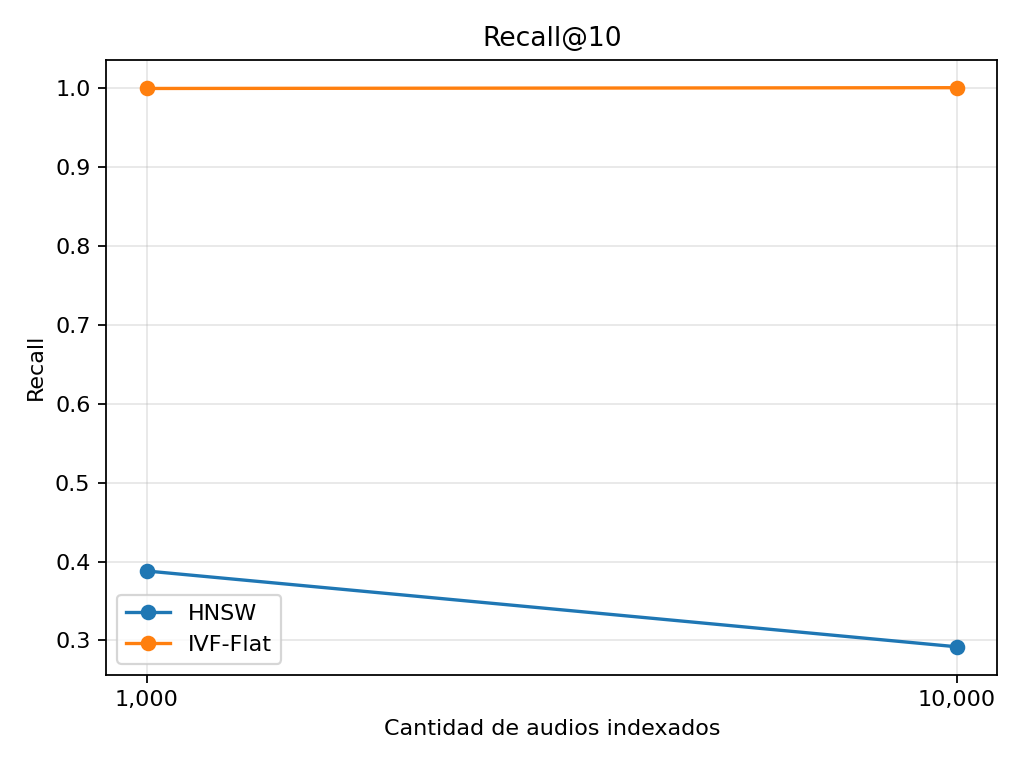 Recall@10
1.0
0.9
0.8
0.7
0.6
0.5
0.4
0.3
Recall
HNSW
IVF-Flat
1,000
10,000
Cantidad de audios indexados